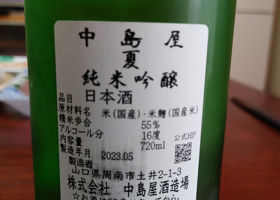 中島屋
夏
純米吟醸
品目 日本酒
原材料名 米(国産)・米麹(国産米)
精米歩合 55%
アルコール分 16度 公式HP
内容量 720ml
製造年月 2023.05
製造者
山口県周南市土井2-1-3
株式会社 中島屋酒造場